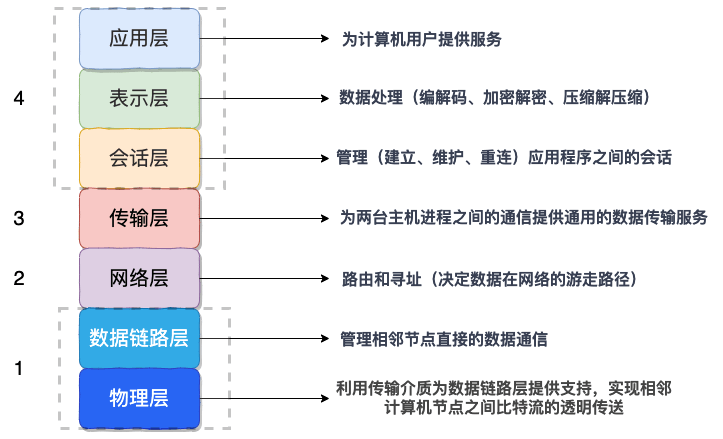 应用层
为计算机用户提供服务
4
表示层
数据处理（编解码、加密解密、压缩解压缩）
会话层
管理（建立、维护、重连）应用程序之间的会话
3
传输层
为两台主机进程之间的通信提供通用的数据传输服务
2
网络层
路由和寻址（决定数据在网络的游走路径）
数据链路层
管理相邻节点直接的数据通信
1
物理层
利用传输介质为数据链路层提供支持，实现相邻
计算机节点之间比特流的透明传送